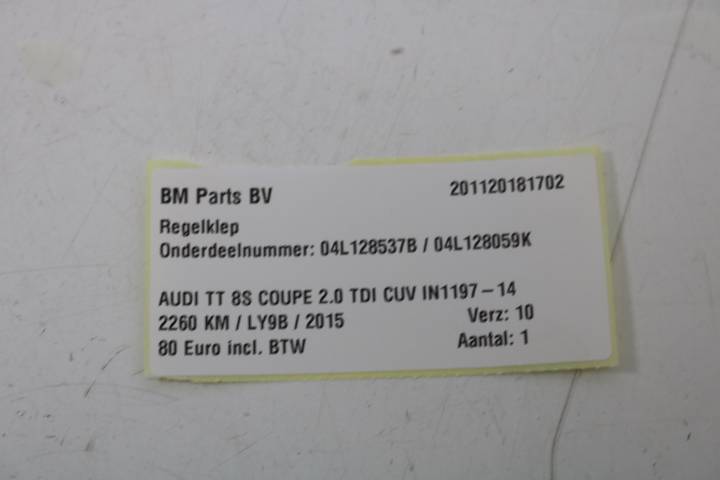 BM Parts BV 201120181702
Regelklep
Onderdeelnummer: 04L128537B / 04L128059K
AUDI TT 8S COUPE 2.0 TDI CUV IN1197-14
2260 KM / LY9B / 2015 Verz: 10
80 Euro incl. BTW Aantal: 1